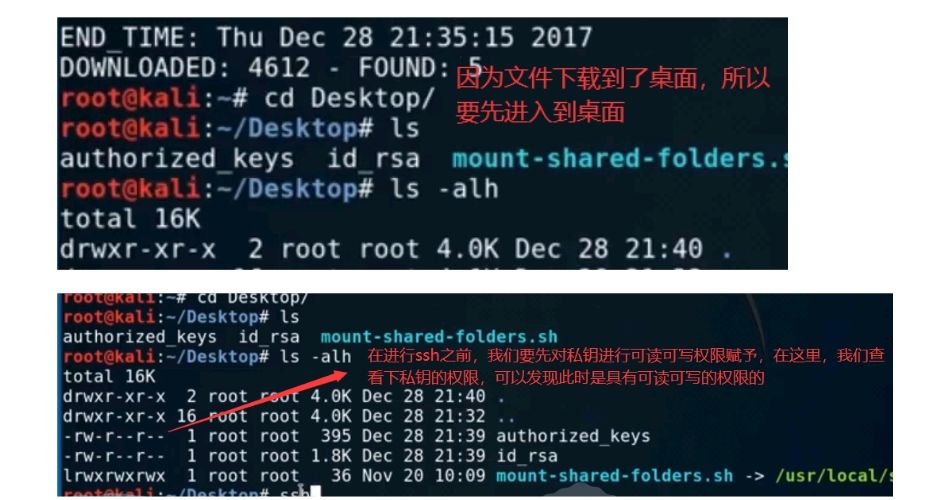 END_TIME: Thu Dec 28 21:35:15 2017
DOWNLOADED: 4612 - FOUND: 5
因为文件下载到了桌面，所以
要先进入到桌面
root@kali:~# cd Desktop/
root@kali:~/Desktop# ls
authorized_keys id_rsa mount-shared-folders.s
root@kali:~/Desktop# ls -alh
total 16K
drwxr-xr-x 2 root root 4.0K Dec 28 21:40 .
root@kali:~# cd Desktop/
root@kali:~/Desktop# ls
authorized_keys id_rsa mount-shared-folders.sh
root@kali:~/Desktop# ls -alh
在进行ssh之前，我们要先对私钥进行可读可写权限赋予，在这里，我们查
看下私钥的权限，可以发现此时是具有可读可写的权限的
total 16K
drwxr-xr-x 2 root root 4.0K Dec 28 21:40 .
drwxr-xr-x 16 root root 4.0K Dec 28 21:32 ..
-rw-r--r-- 1 root root 395 Dec 28 21:39 authorized_keys
-rw-r--r-- 1 root root 1.8K Dec 28 21:39 id_rsa
lrwxrwxrwx 1 root root 36 Nov 20 10:09 mount-shared-folders.sh -> /usr/local/s
root@kali:~/Desktop# ssh